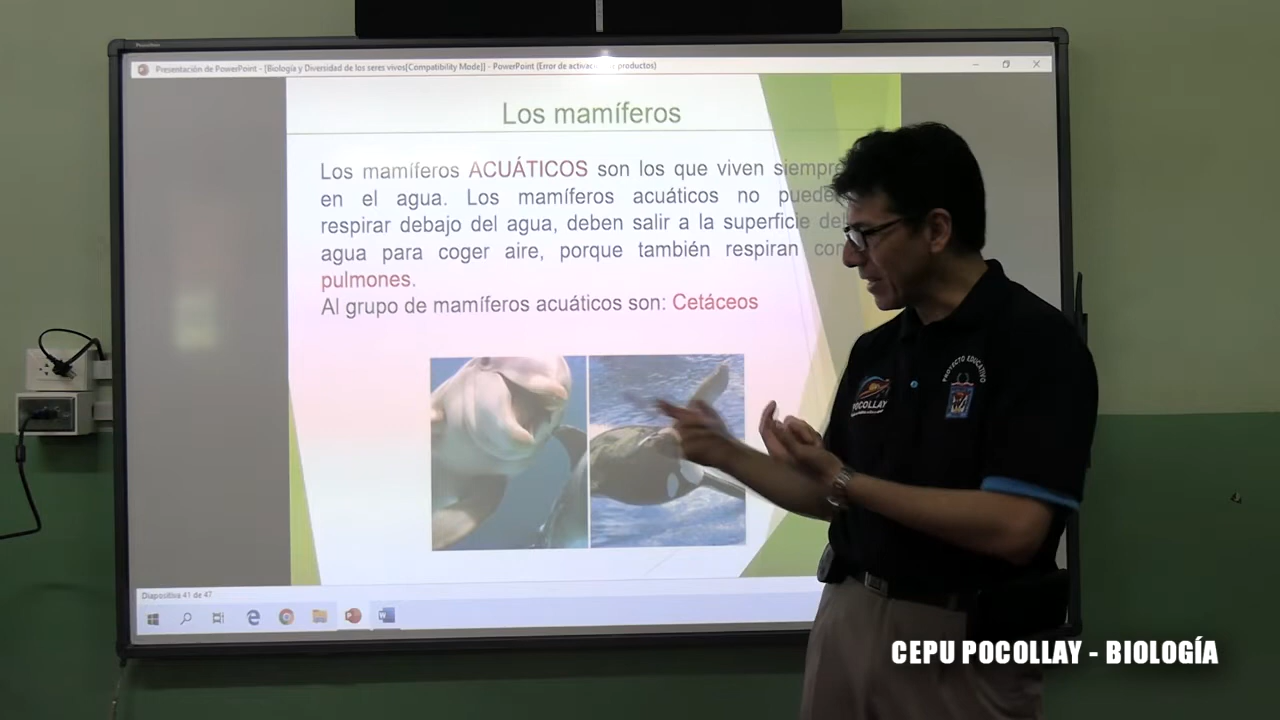 Presentación de PowerPoint - [Biología y Diversidad de los seres vivos[Compatibility Mode]] - PowerPoint (Error de productos)
Los mamíferos
Los mamíferos ACUÁTICOS son los que viven siempre
en el agua. Los mamíferos acuáticos no puede
respirar debajo del agua, deben salir a la superficie de
agua para coger aire, porque también respiran con
pulmones.
Al grupo de mamíferos acuáticos son: Cetáceos
Diapositiva 41 de 47
POCOLLAY
PROYECTO EDUCATIVO
CEPU POCOLLAY - BIOLOGÍA